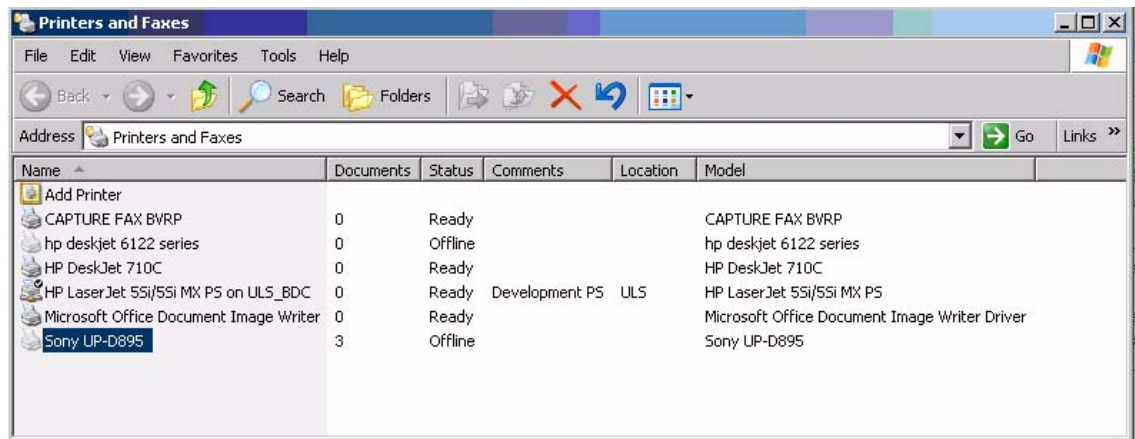 Printers and Faxes
File Edit View Favorites Tools Help
Back Search Folders
Address Printers and Faxes Go Links »
Name Documents Status Comments Location Model
Add Printer
CAPTURE FAX BVRP 0 Ready CAPTURE FAX BVRP
hp deskjet 6122 series 0 Offline hp deskjet 6122 series
HP DeskJet 710C 0 Ready HP DeskJet 710C
HP LaserJet 5Si/5Si MX PS on ULS_BDC 0 Ready Development PS ULS HP LaserJet 5Si/5Si MX PS
Microsoft Office Document Image Writer 0 Ready Microsoft Office Document Image Writer Driver
Sony UP-D895 3 Offline Sony UP-D895